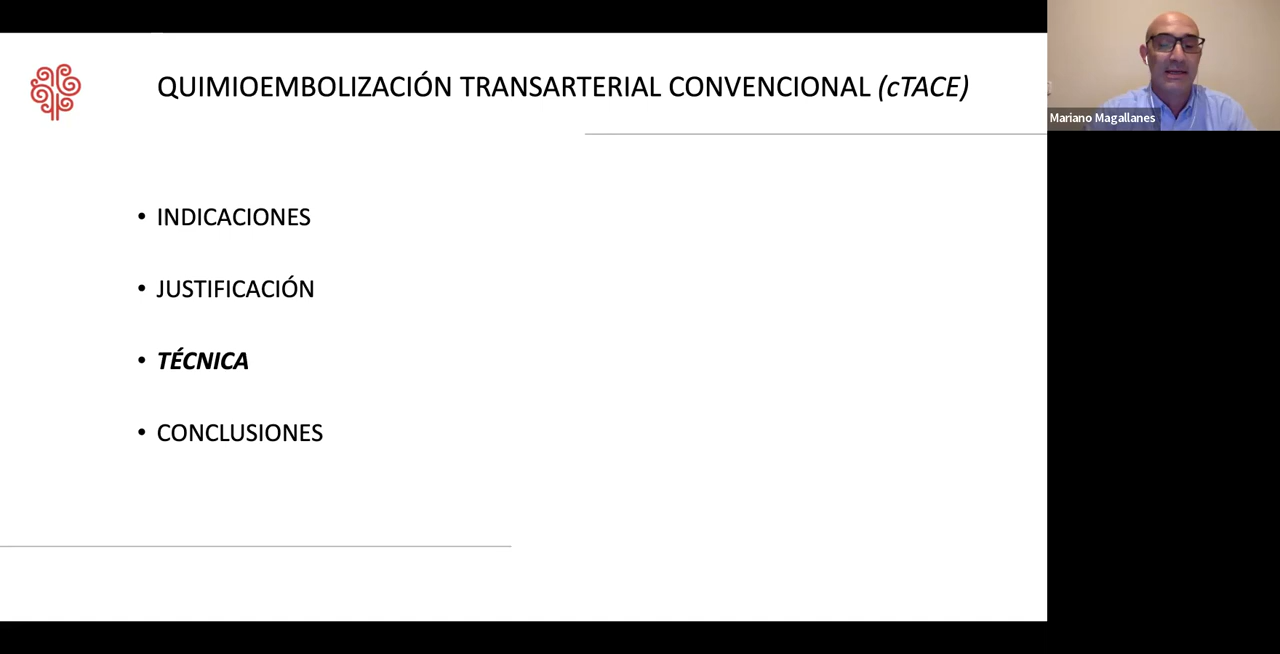 QUIMIOEMBOLIZACIÓN TRANSARTERIAL CONVENCIONAL (cTACE)
Mariano Magallanes
• INDICACIONES
• JUSTIFICACIÓN
• TÉCNICA
• CONCLUSIONES